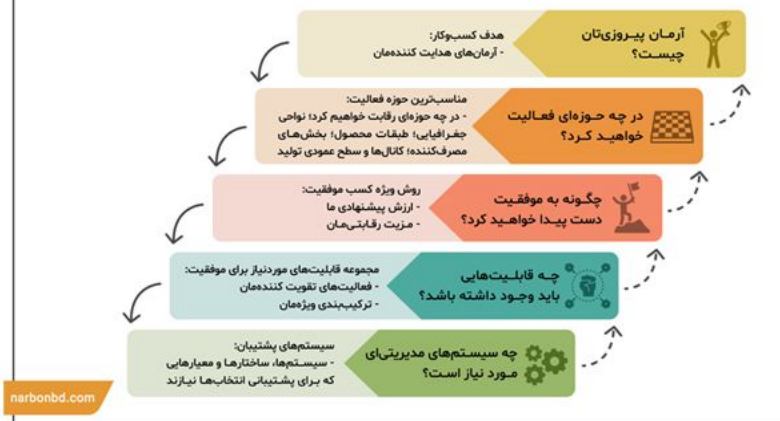 آرمان پیروزی‌تان
چیست؟
هدف کسب‌وکار:
- آرمان‌های هدایت کننده‌مان
در چه حوزه‌ای فعالیت
خواهید کرد؟
مناسب‌ترین حوزه فعالیت:
- در چه حوزه‌ای رقابت خواهیم کرد؛ نواحی
جغرافیایی؛ طبقات محصول؛ بخش‌های
مصرف‌کننده؛ کانال‌ها و سطح عمودی تولید
چگونه به موفقیت
دست پیدا خواهید کرد؟
روش ویژه کسب موفقیت:
- ارزش پیشنهادی ما
- مزیت رقابتی‌مان
چه قابلیت‌هایی
باید وجود داشته باشد؟
مجموعه قابلیت‌های موردنیاز برای موفقیت:
- فعالیت‌های تقویت کننده‌مان
- ترکیب‌بندی ویژه‌مان
چه سیستم‌های مدیریتی‌ای
مورد نیاز است؟
سیستم‌های پشتیبان:
- سیستم‌ها، ساختارها و معیارهایی
که برای پشتیبانی انتخاب‌ها نیازند
narbonbd.com